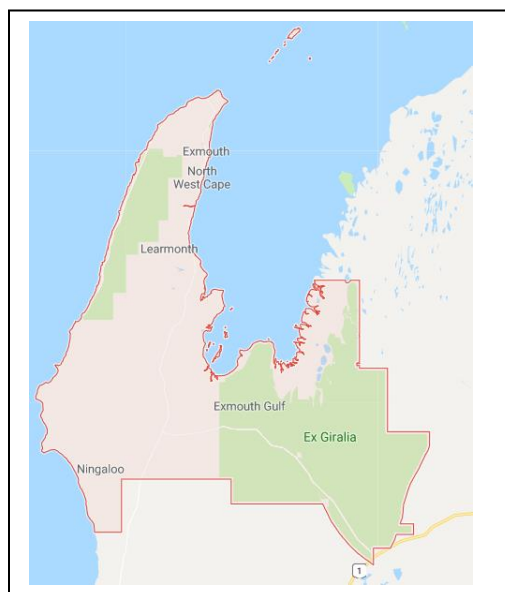 Exmouth
North
West Cape
Learmonth
Exmouth Gulf
Ex Giralia
Ningaloo
1